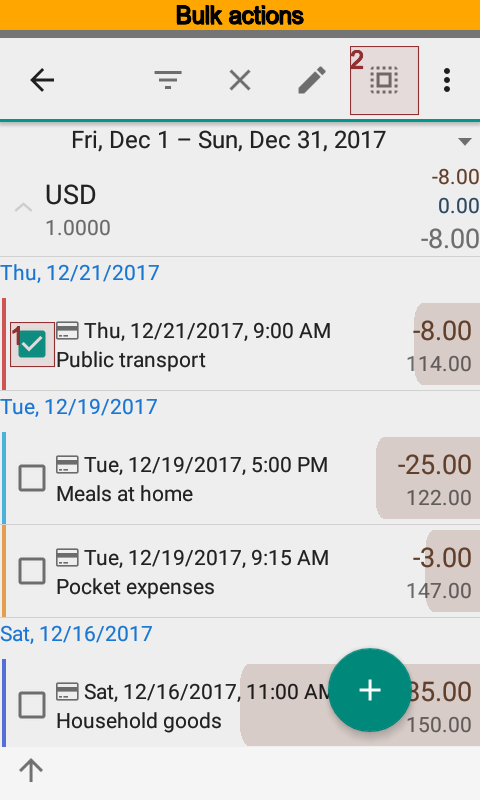 Bulk actions
2
Fri, Dec 1 – Sun, Dec 31, 2017
USD
1.0000
-8.00
0.00
-8.00
Thu, 12/21/2017
1
Thu, 12/21/2017, 9:00 AM
Public transport
-8.00
114.00
Tue, 12/19/2017
Tue, 12/19/2017, 5:00 PM
Meals at home
-25.00
122.00
Tue, 12/19/2017, 9:15 AM
Pocket expenses
-3.00
147.00
Sat, 12/16/2017
Sat, 12/16/2017, 11:00 AM
Household goods
35.00
150.00